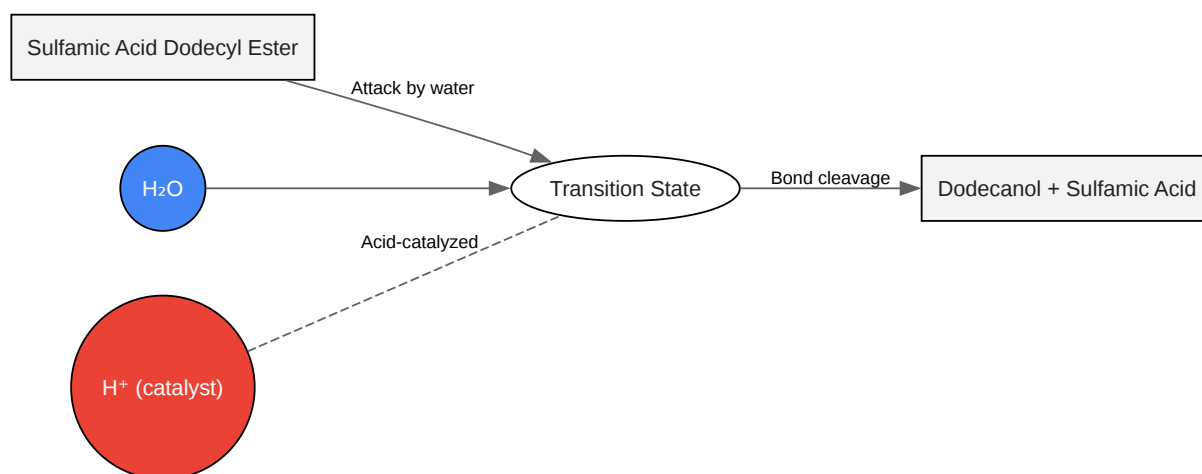 Sulfamic Acid Dodecyl Ester
Attack by water
H₂O
Transition State
Bond cleavage
Dodecanol + Sulfamic Acid
Acid-catalyzed
H⁺ (catalyst)